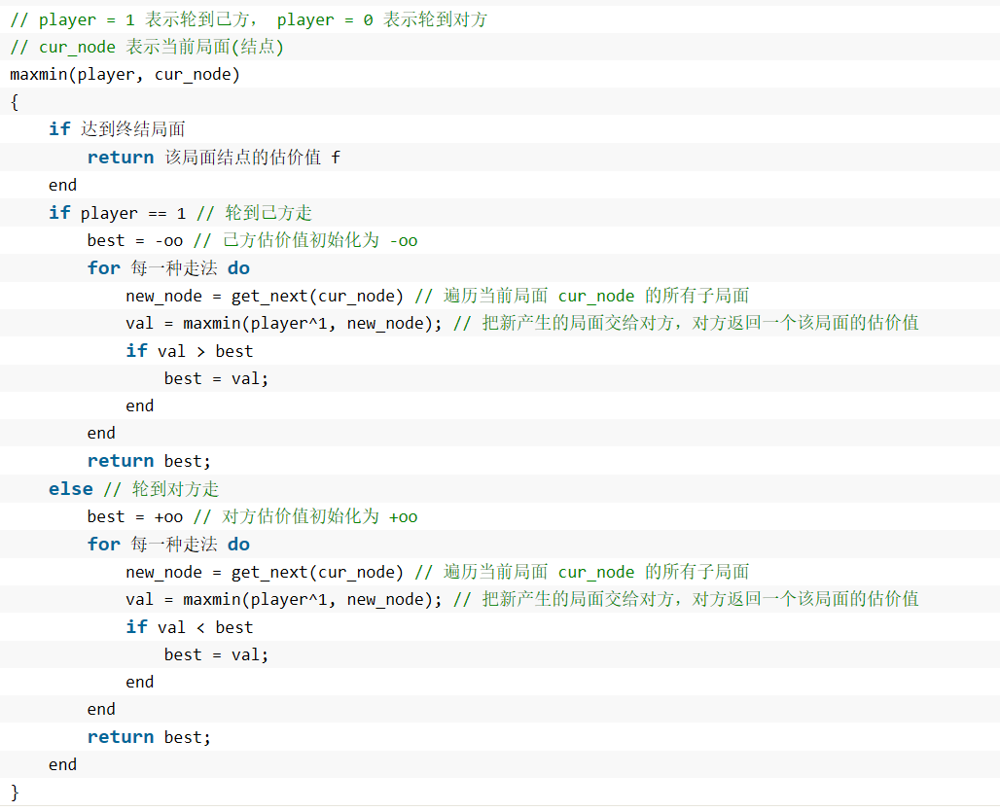 // player = 1 表示轮到己方， player = 0 表示轮到对方
// cur_node 表示当前局面(结点)
maxmin(player, cur_node)
{
    if 达到终结局面
        return 该局面结点的估价值 f
    end
    if player == 1 // 轮到己方走
        best = -oo // 己方估价值初始化为 -oo
        for 每一种走法 do
            new_node = get_next(cur_node) // 遍历当前局面 cur_node 的所有子局面
            val = maxmin(player^1, new_node); // 把新产生的局面交给对方，对方返回一个该局面的估价值
            if val > best
                best = val;
            end
        end
        return best;
    else // 轮到对方走
        best = +oo // 对方估价值初始化为 +oo
        for 每一种走法 do
            new_node = get_next(cur_node) // 遍历当前局面 cur_node 的所有子局面
            val = maxmin(player^1, new_node); // 把新产生的局面交给对方，对方返回一个该局面的估价值
            if val < best
                best = val;
            end
        end
        return best;
    end
}